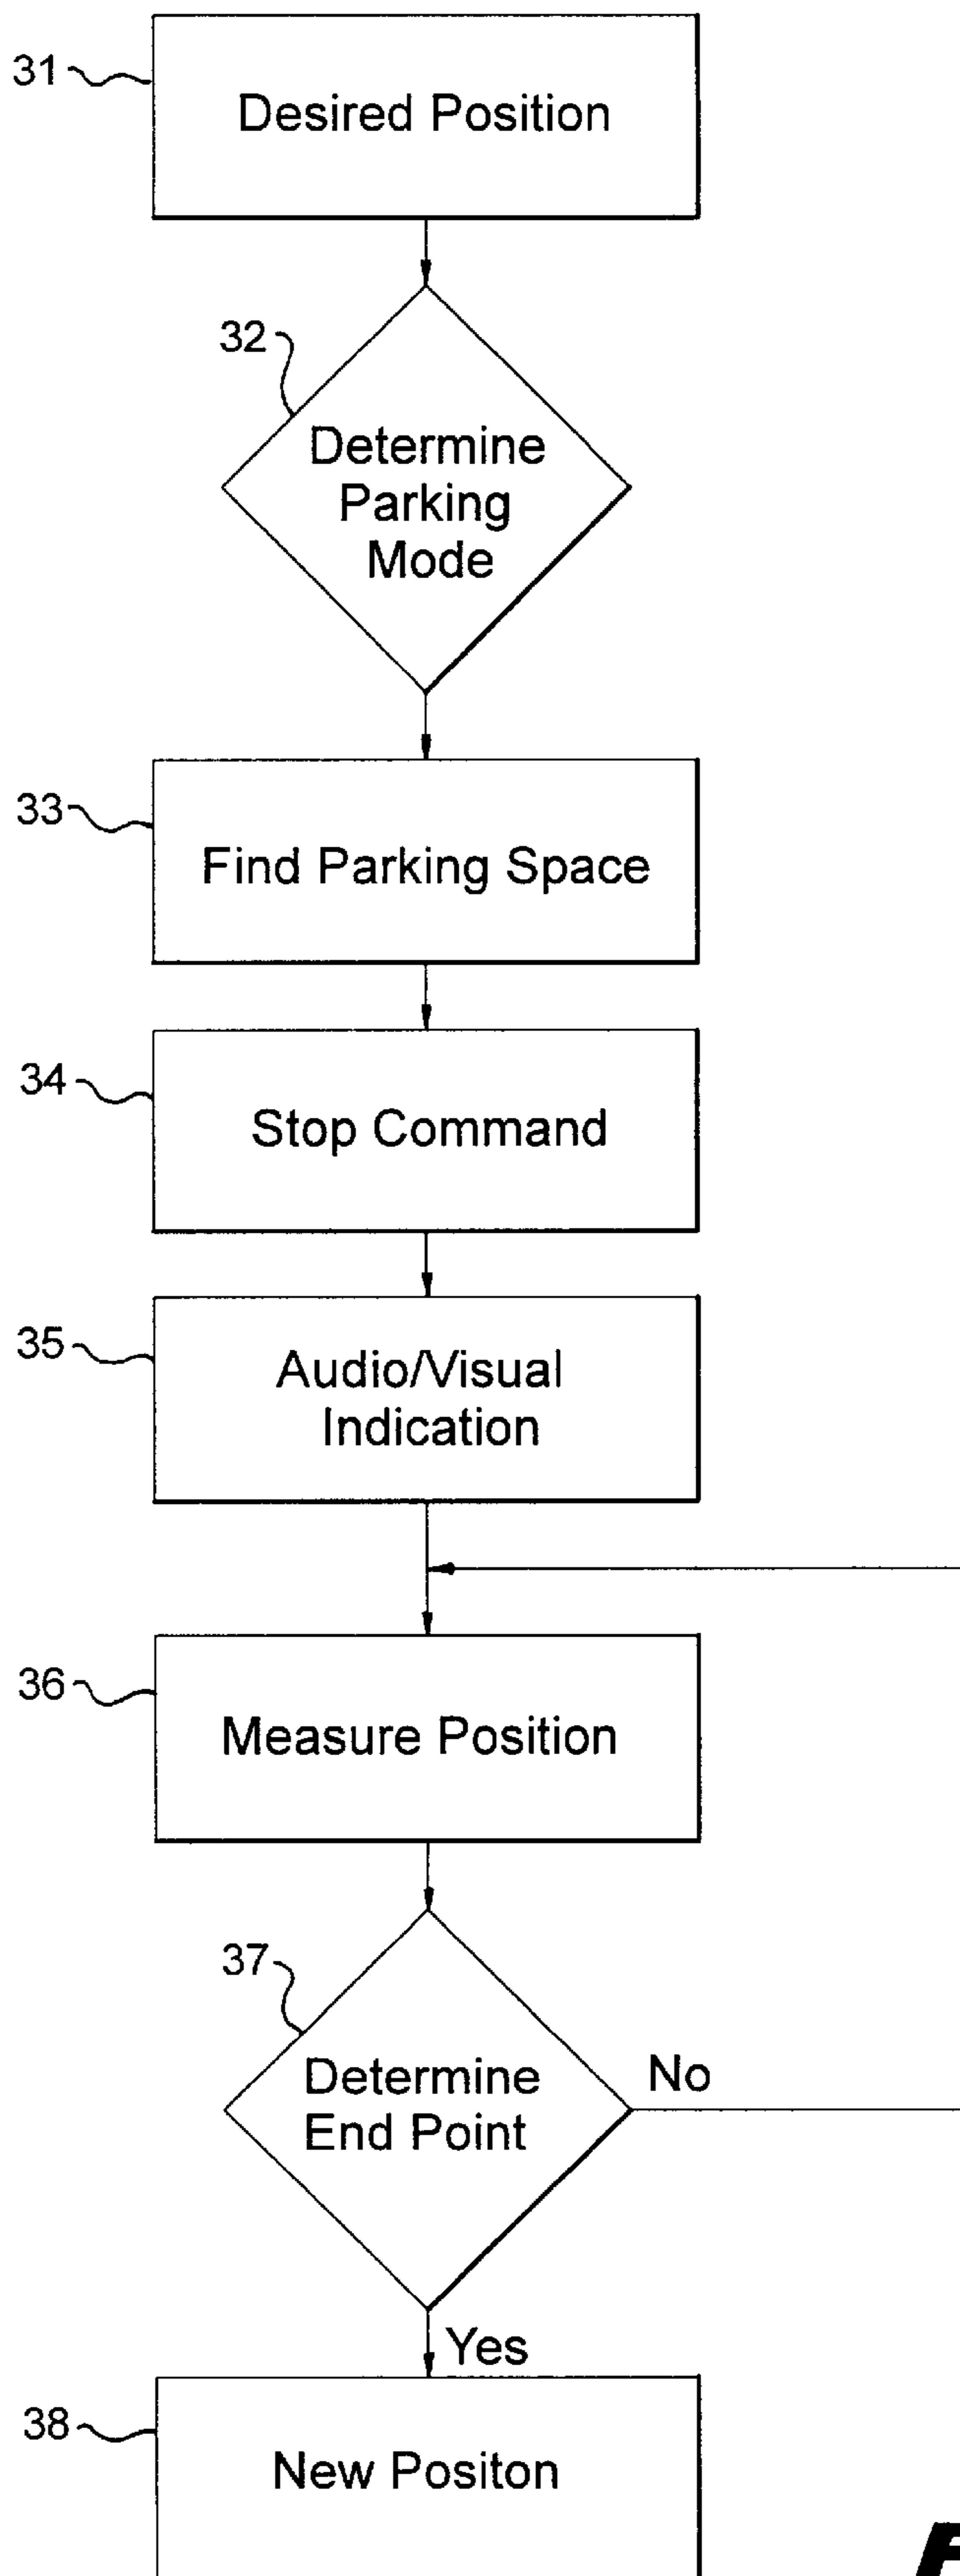 31
Desired Position
32
Determine
Parking
Mode
33
Find Parking Space
34
Stop Command
35
Audio/Visual
Indication
36
Measure Position
37
Determine
End Point
No
Yes
38
New Positon